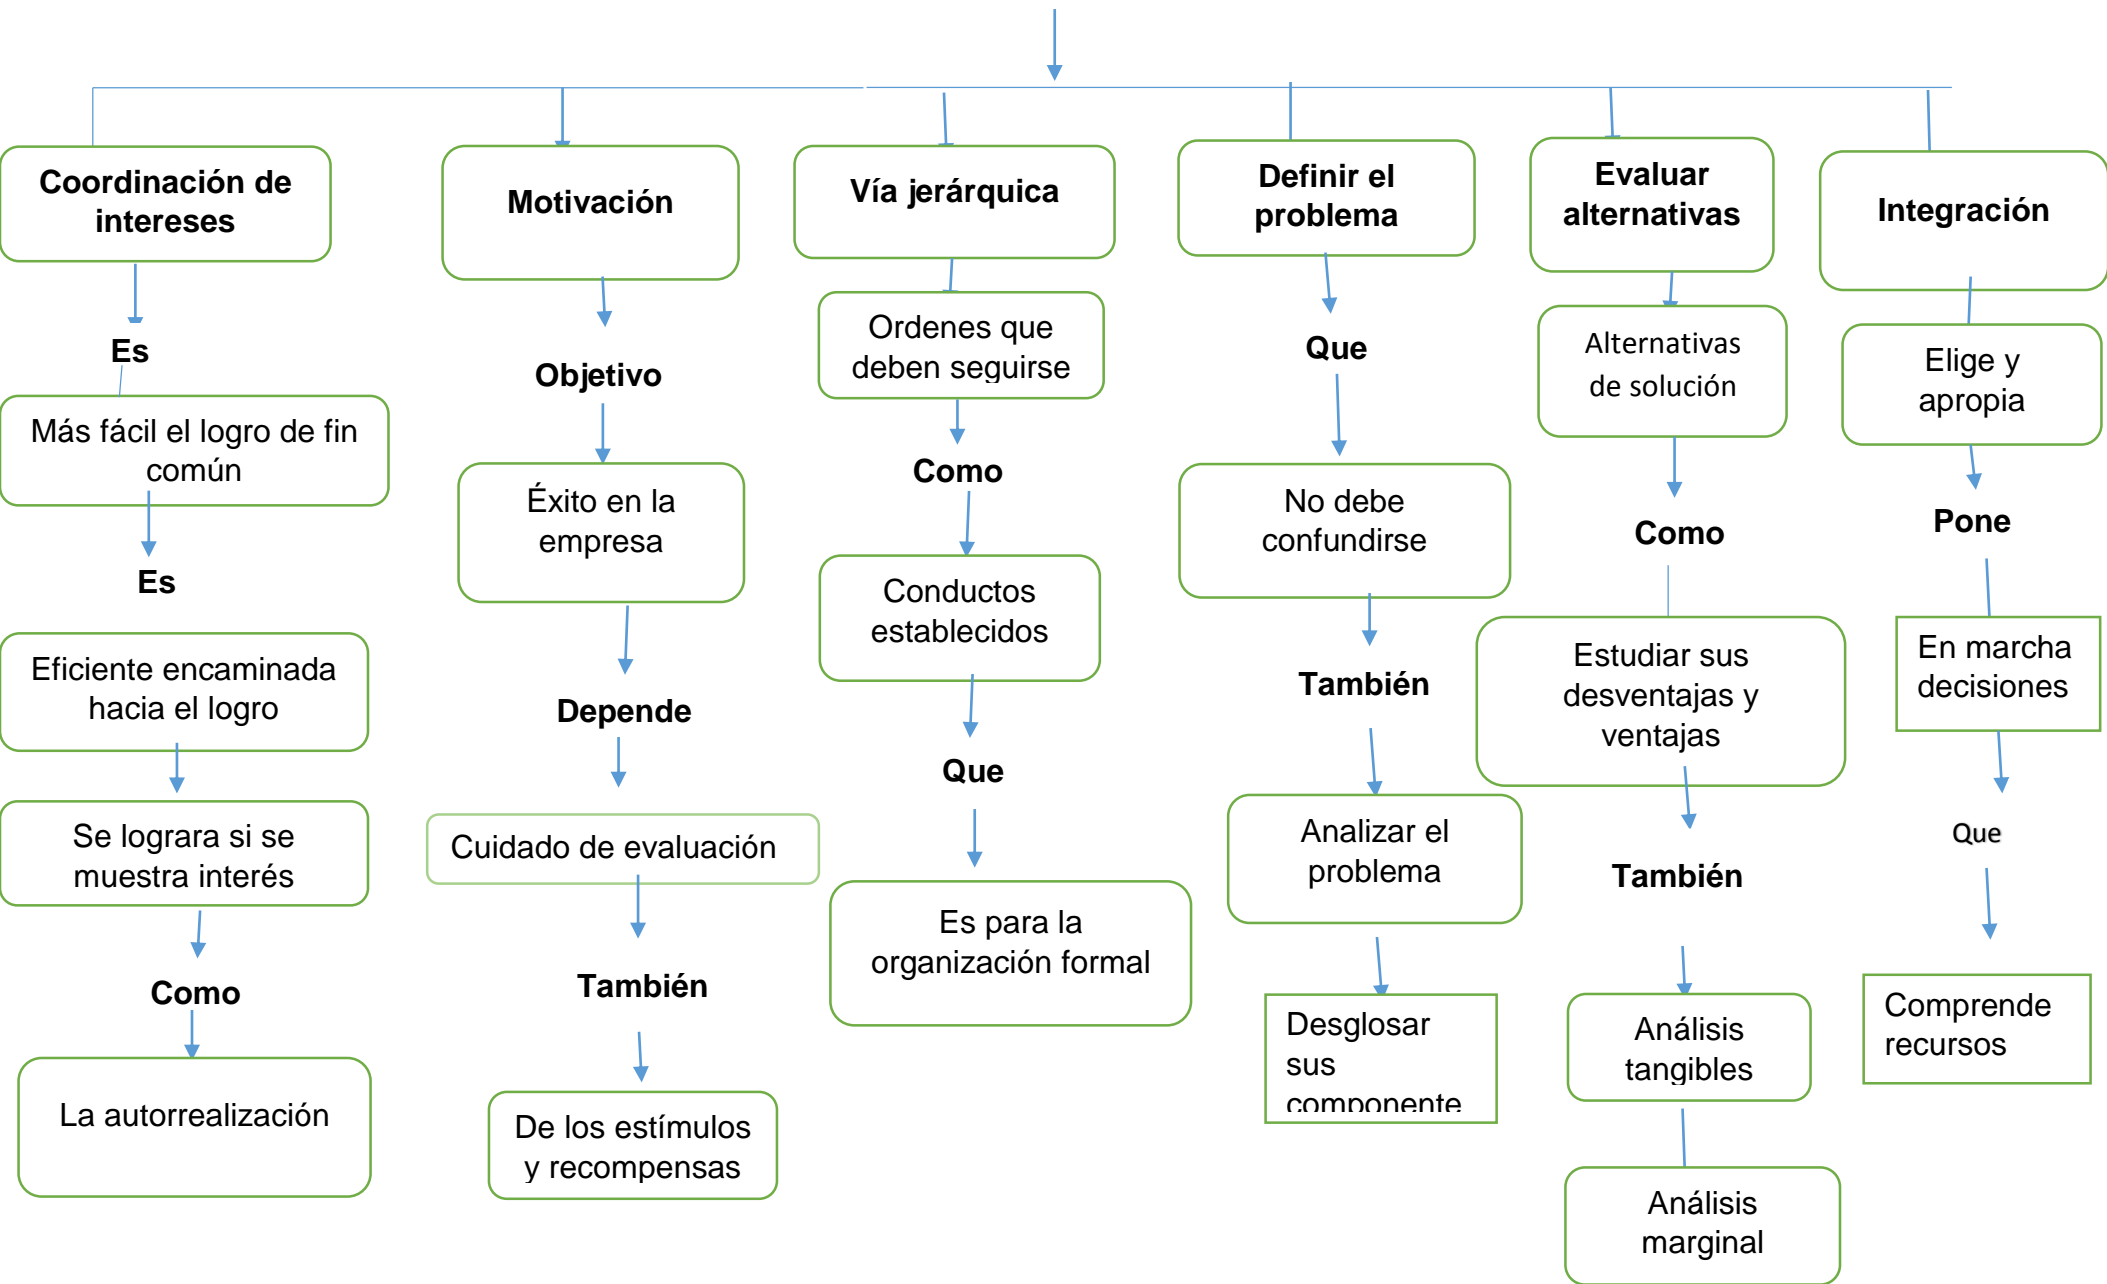 Coordinación de
intereses
Es
Más fácil el logro de fin
común
Es
Eficiente encaminada
hacia el logro
Se lograra si se
muestra interés
Como
La autorrealización
Motivación
Objetivo
Éxito en la
empresa
Depende
Cuidado de evaluación
También
De los estímulos
y recompensas
Vía jerárquica
Ordenes que
deben seguirse
Como
Conductos
establecidos
Que
Es para la
organización formal
Definir el
problema
Que
No debe
confundirse
También
Analizar el
problema
Desglosar
sus
componente
Evaluar
alternativas
Alternativas
de solución
Como
Estudiar sus
desventajas y
ventajas
También
Análisis
tangibles
Análisis
marginal
Integración
Elige y
apropia
Pone
En marcha
decisiones
Que
Comprende
recursos